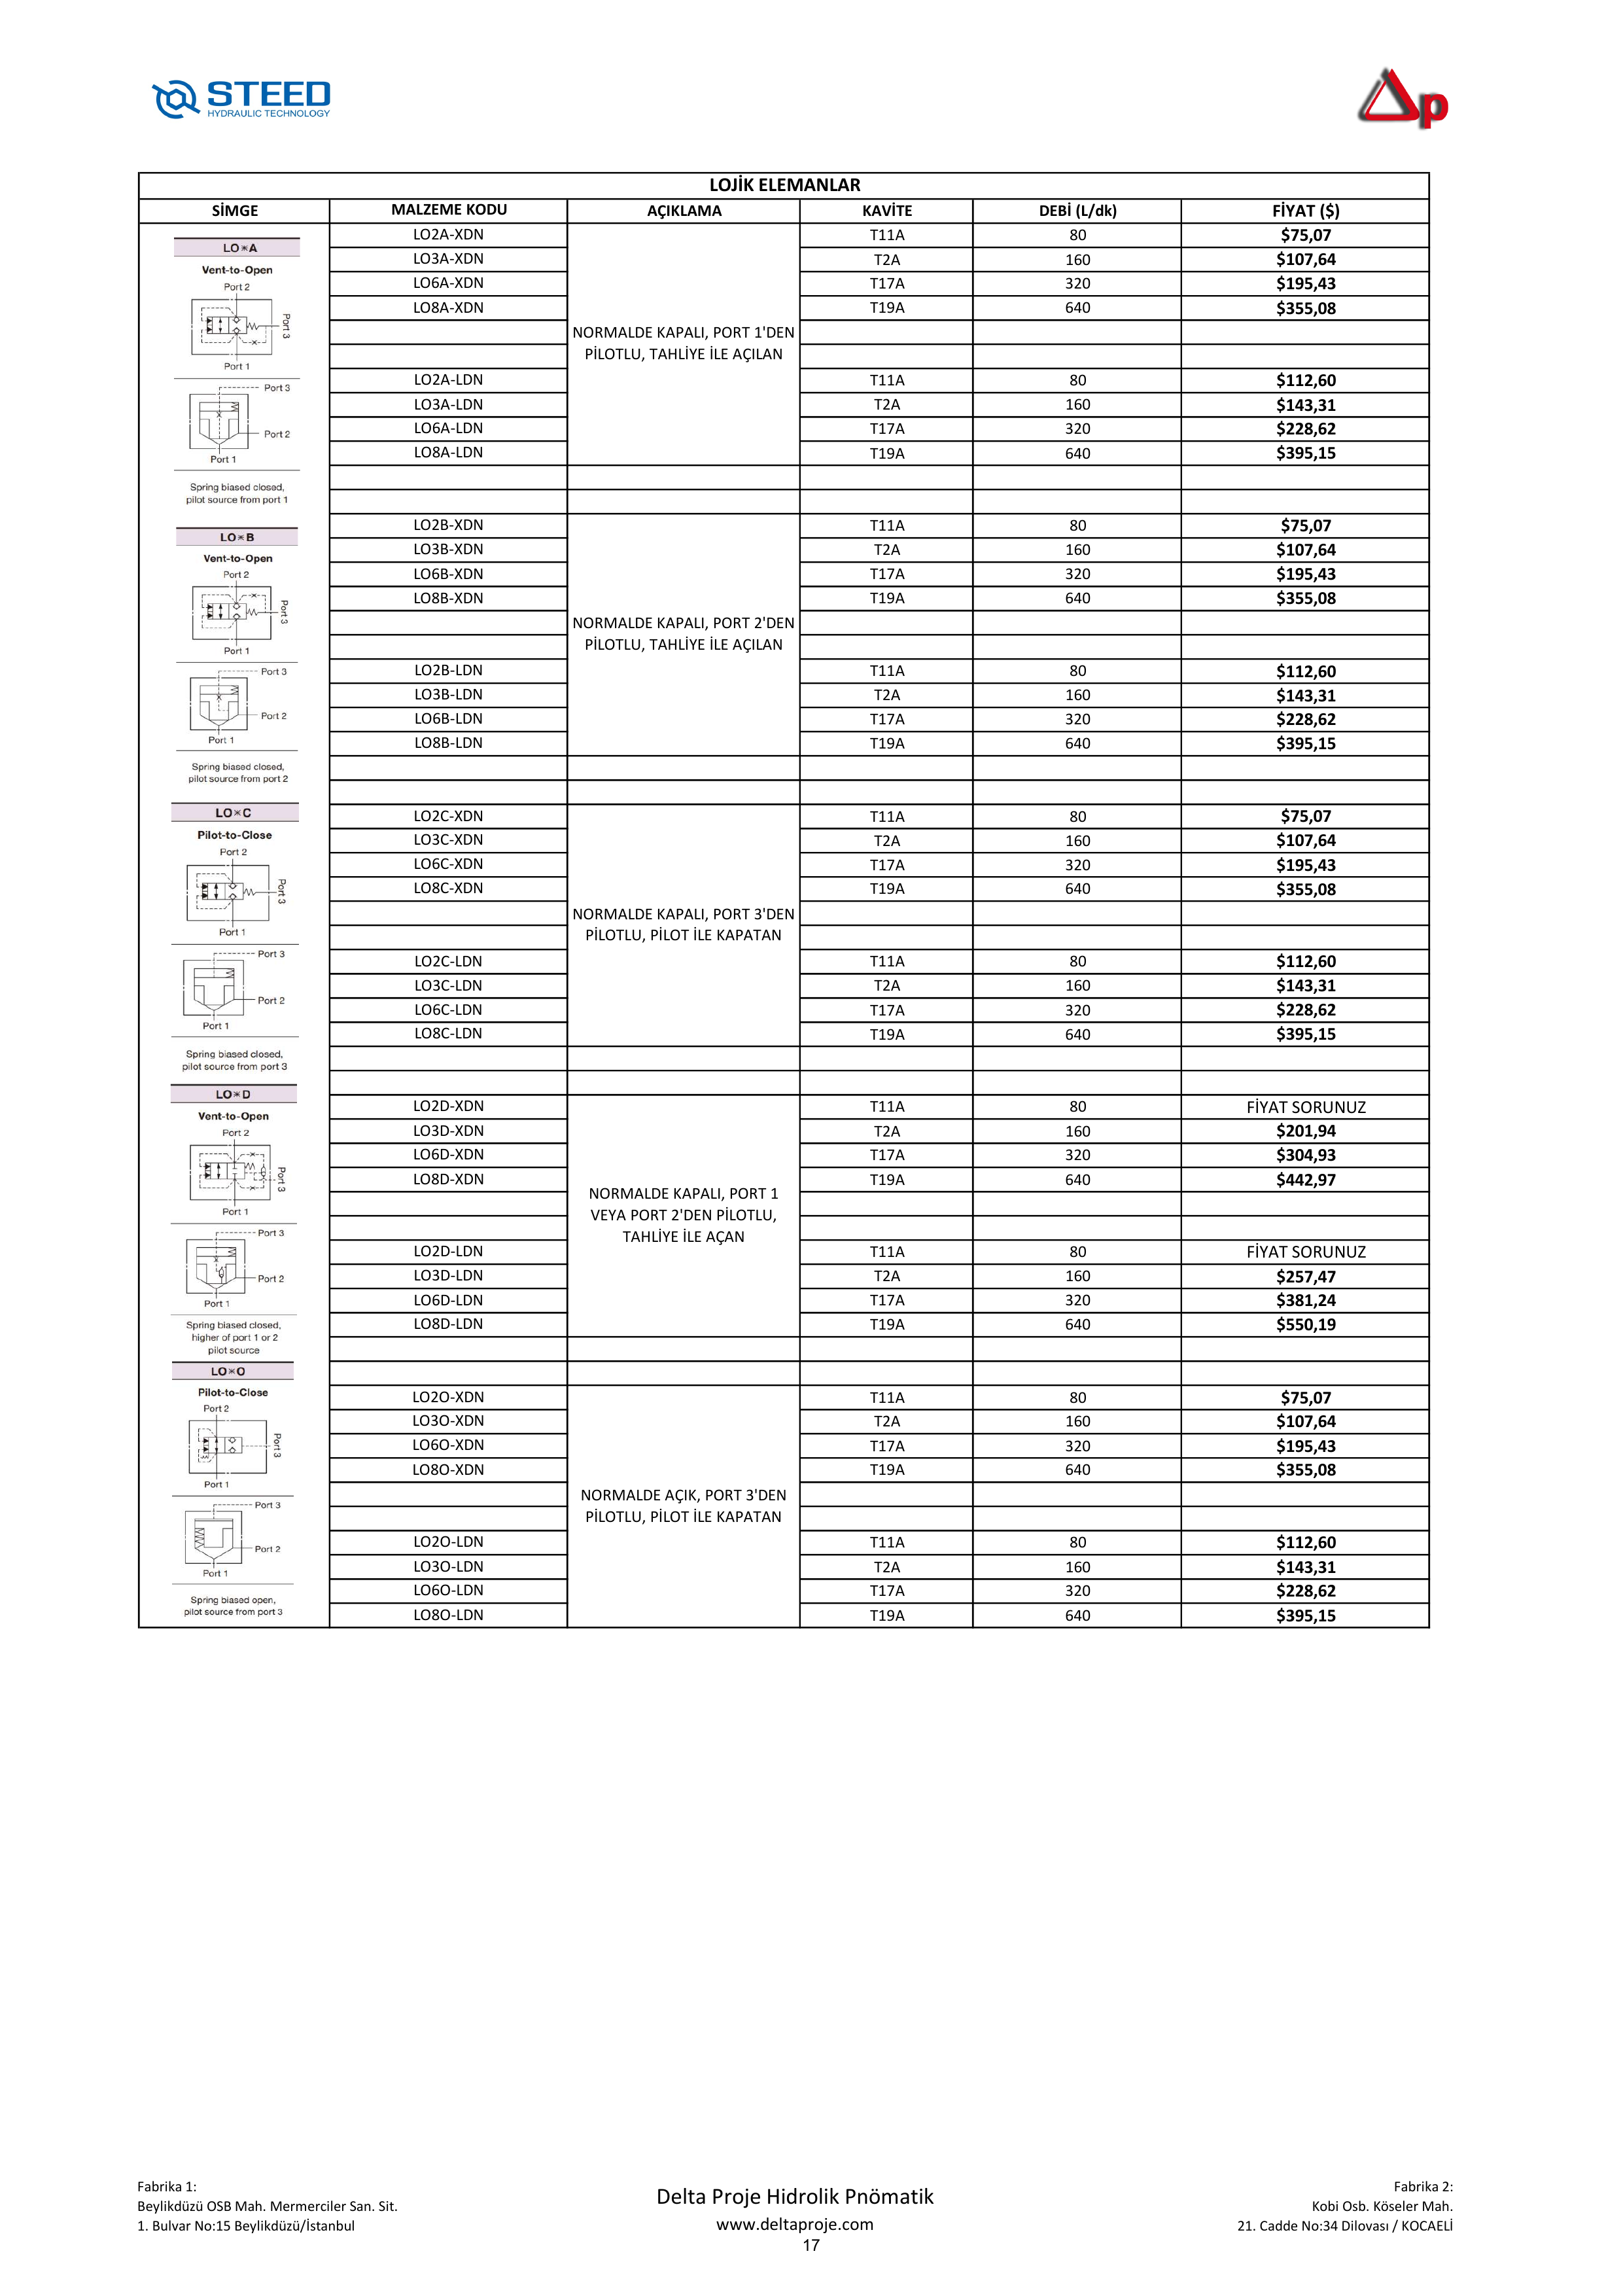 STEED
HYDRAULIC TECHNOLOGY
Δp
LOJİK ELEMANLAR
SİMGE MALZEME KODU AÇIKLAMA KAVİTE DEBİ (L/dk) FİYAT ($)
LO※A
Vent-to-Open
Port 2
Port 3
Port 1
Port 3
Port 2
Port 1
Spring biased closed,
pilot source from port 1
NORMALDE KAPALI, PORT 1'DEN
PİLOTLU, TAHLİYE İLE AÇILAN
LO2A-XDN T11A 80 $75,07
LO3A-XDN T2A 160 $107,64
LO6A-XDN T17A 320 $195,43
LO8A-XDN T19A 640 $355,08
LO2A-LDN T11A 80 $112,60
LO3A-LDN T2A 160 $143,31
LO6A-LDN T17A 320 $228,62
LO8A-LDN T19A 640 $395,15
LO※B
Vent-to-Open
Port 2
Port 3
Port 1
Port 3
Port 2
Port 1
Spring biased closed,
pilot source from port 2
NORMALDE KAPALI, PORT 2'DEN
PİLOTLU, TAHLİYE İLE AÇILAN
LO2B-XDN T11A 80 $75,07
LO3B-XDN T2A 160 $107,64
LO6B-XDN T17A 320 $195,43
LO8B-XDN T19A 640 $355,08
LO2B-LDN T11A 80 $112,60
LO3B-LDN T2A 160 $143,31
LO6B-LDN T17A 320 $228,62
LO8B-LDN T19A 640 $395,15
LO※C
Pilot-to-Close
Port 2
Port 3
Port 1
Port 3
Port 2
Port 1
Spring biased closed,
pilot source from port 3
NORMALDE KAPALI, PORT 3'DEN
PİLOTLU, PİLOT İLE KAPATAN
LO2C-XDN T11A 80 $75,07
LO3C-XDN T2A 160 $107,64
LO6C-XDN T17A 320 $195,43
LO8C-XDN T19A 640 $355,08
LO2C-LDN T11A 80 $112,60
LO3C-LDN T2A 160 $143,31
LO6C-LDN T17A 320 $228,62
LO8C-LDN T19A 640 $395,15
LO※D
Vent-to-Open
Port 2
Port 3
Port 1
Port 3
Port 2
Port 1
Spring biased closed,
higher of port 1 or 2
pilot source
NORMALDE KAPALI, PORT 1
VEYA PORT 2'DEN PİLOTLU,
TAHLİYE İLE AÇAN
LO2D-XDN T11A 80 FİYAT SORUNUZ
LO3D-XDN T2A 160 $201,94
LO6D-XDN T17A 320 $304,93
LO8D-XDN T19A 640 $442,97
LO2D-LDN T11A 80 FİYAT SORUNUZ
LO3D-LDN T2A 160 $257,47
LO6D-LDN T17A 320 $381,24
LO8D-LDN T19A 640 $550,19
LO※O
Pilot-to-Close
Port 2
Port 3
Port 1
Port 3
Port 2
Port 1
Spring biased open,
pilot source from port 3
NORMALDE AÇIK, PORT 3'DEN
PİLOTLU, PİLOT İLE KAPATAN
LO2O-XDN T11A 80 $75,07
LO3O-XDN T2A 160 $107,64
LO6O-XDN T17A 320 $195,43
LO8O-XDN T19A 640 $355,08
LO2O-LDN T11A 80 $112,60
LO3O-LDN T2A 160 $143,31
LO6O-LDN T17A 320 $228,62
LO8O-LDN T19A 640 $395,15
Fabrika 1:
Beylikdüzü OSB Mah. Mermerciler San. Sit.
1. Bulvar No:15 Beylikdüzü/İstanbul
Delta Proje Hidrolik Pnömatik
www.deltaproje.com
17
Fabrika 2:
Kobi Osb. Köseler Mah.
21. Cadde No:34 Dilovası / KOCAELİ